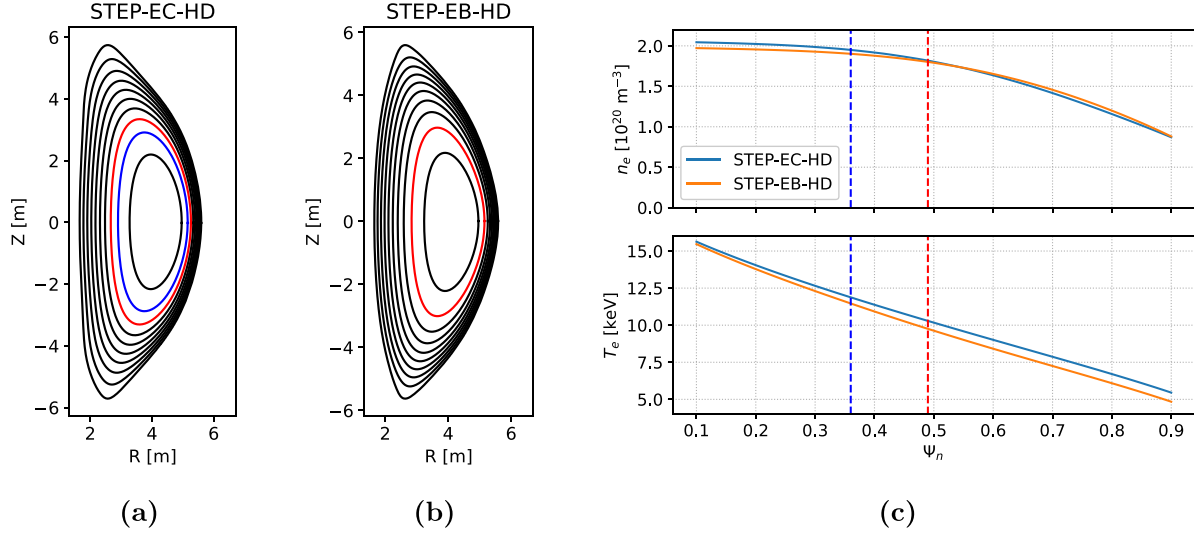 STEP-EC-HD
6
4
2
0
−2
−4
−6
Z [m]
2
4
6
R [m]
(a)
STEP-EB-HD
6
4
2
0
−2
−4
−6
Z [m]
2
4
6
R [m]
(b)
2.0
1.5
1.0
0.5
0.0
n_e [10²⁰ m⁻³]
STEP-EC-HD
STEP-EB-HD
15.0
12.5
10.0
7.5
5.0
T_e [keV]
0.1 0.2 0.3 0.4 0.5 0.6 0.7 0.8 0.9
Ψ_n
(c)